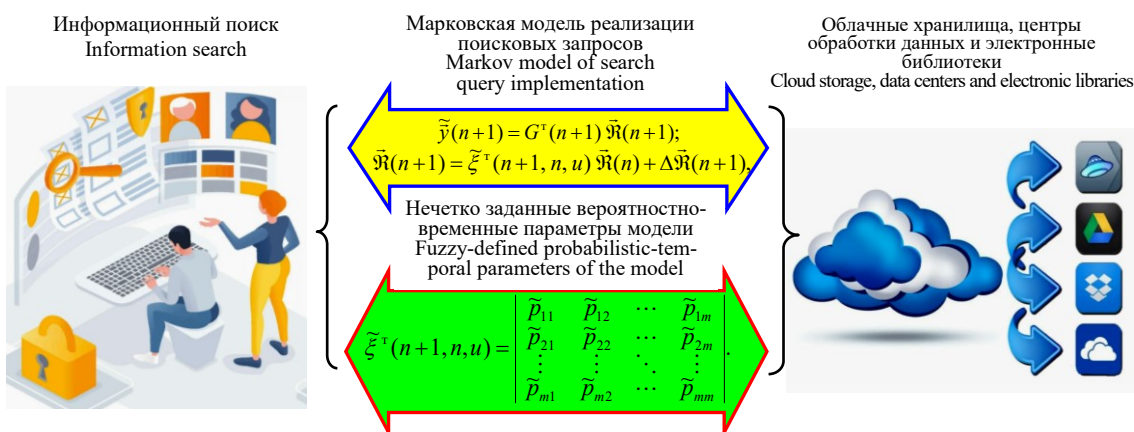 Информационный поиск
Information search
Марковская модель реализации
поисковых запросов
Markov model of search
query implementation
ỹ⃗(n+1) = Gᵀ(n+1) ℜ⃗(n+1);
ℜ⃗(n+1) = ξ̃ᵀ(n+1, n, u) ℜ⃗(n) + Δℜ⃗(n+1),
Нечетко заданные вероятностно-
временные параметры модели
Fuzzy-defined probabilistic-tem-
poral parameters of the model
ξ̃ᵀ(n+1, n, u) =
p̃₁₁ p̃₁₂ ⋯ p̃₁ₘ
p̃₂₁ p̃₂₂ ⋯ p̃₂ₘ
⋮ ⋮ ⋱ ⋮
p̃ₘ₁ p̃ₘ₂ ⋯ p̃ₘₘ
.
Облачные хранилища, центры
обработки данных и электронные
библиотеки
Cloud storage, data centers and electronic libraries